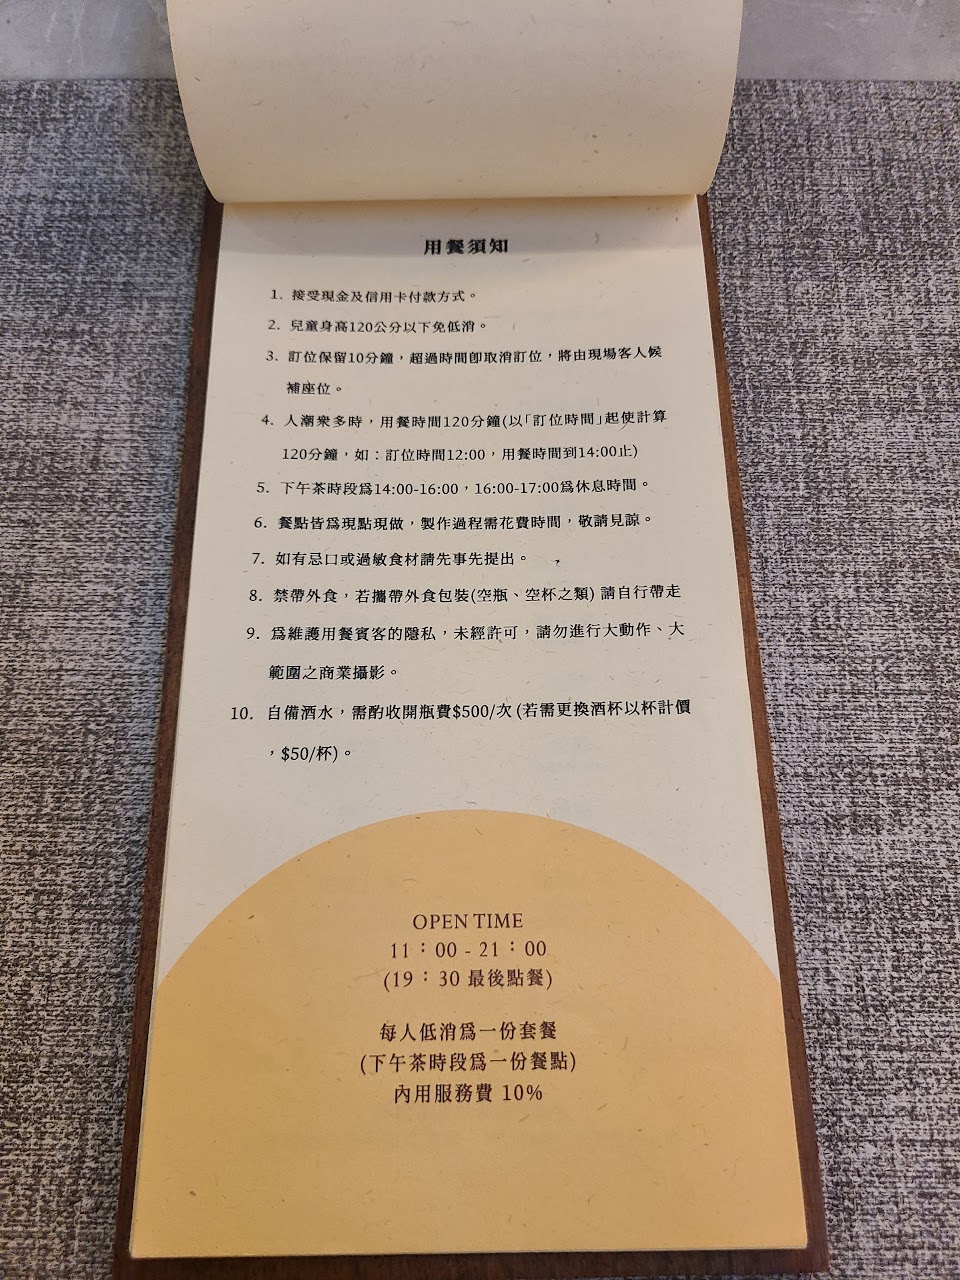 用餐須知
1. 接受現金及信用卡付款方式。
2. 兒童身高120公分以下免低消。
3. 訂位保留10分鐘，超過時間卽取消訂位，將由現場客人候
補座位。
4. 人潮衆多時，用餐時間120分鐘(以｢訂位時間｣起使計算
120分鐘，如：訂位時間12:00，用餐時間到14:00止)
5. 下午茶時段爲14:00-16:00，16:00-17:00爲休息時間。
6. 餐點皆爲現點現做，製作過程需花費時間，敬請見諒。
7. 如有忌口或過敏食材請先事先提出。
8. 禁帶外食，若攜帶外食包裝(空瓶、空杯之類) 請自行帶走
9. 爲維護用餐賓客的隱私，未經許可，請勿進行大動作、大
範圍之商業攝影。
10. 自備酒水，需酌收開瓶費$500/次 (若需更換酒杯以杯計價
，$50/杯)。
OPEN TIME
11：00 - 21：00
(19：30 最後點餐)
每人低消爲一份套餐
(下午茶時段爲一份餐點)
內用服務費 10%